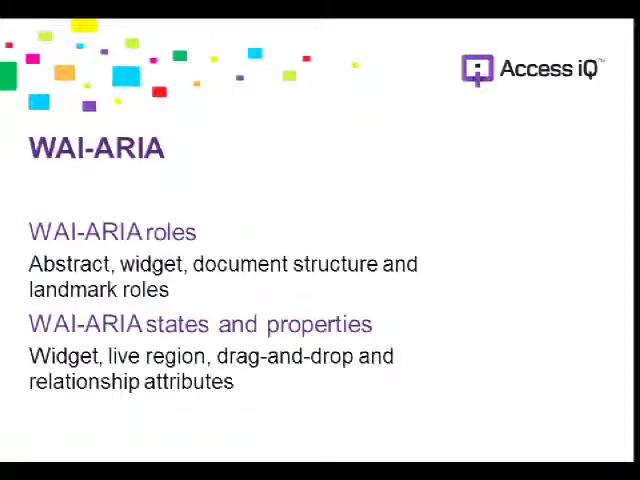 Access iQ™
WAI-ARIA
WAI-ARIA roles
Abstract, widget, document structure and
landmark roles
WAI-ARIA states and properties
Widget, live region, drag-and-drop and
relationship attributes